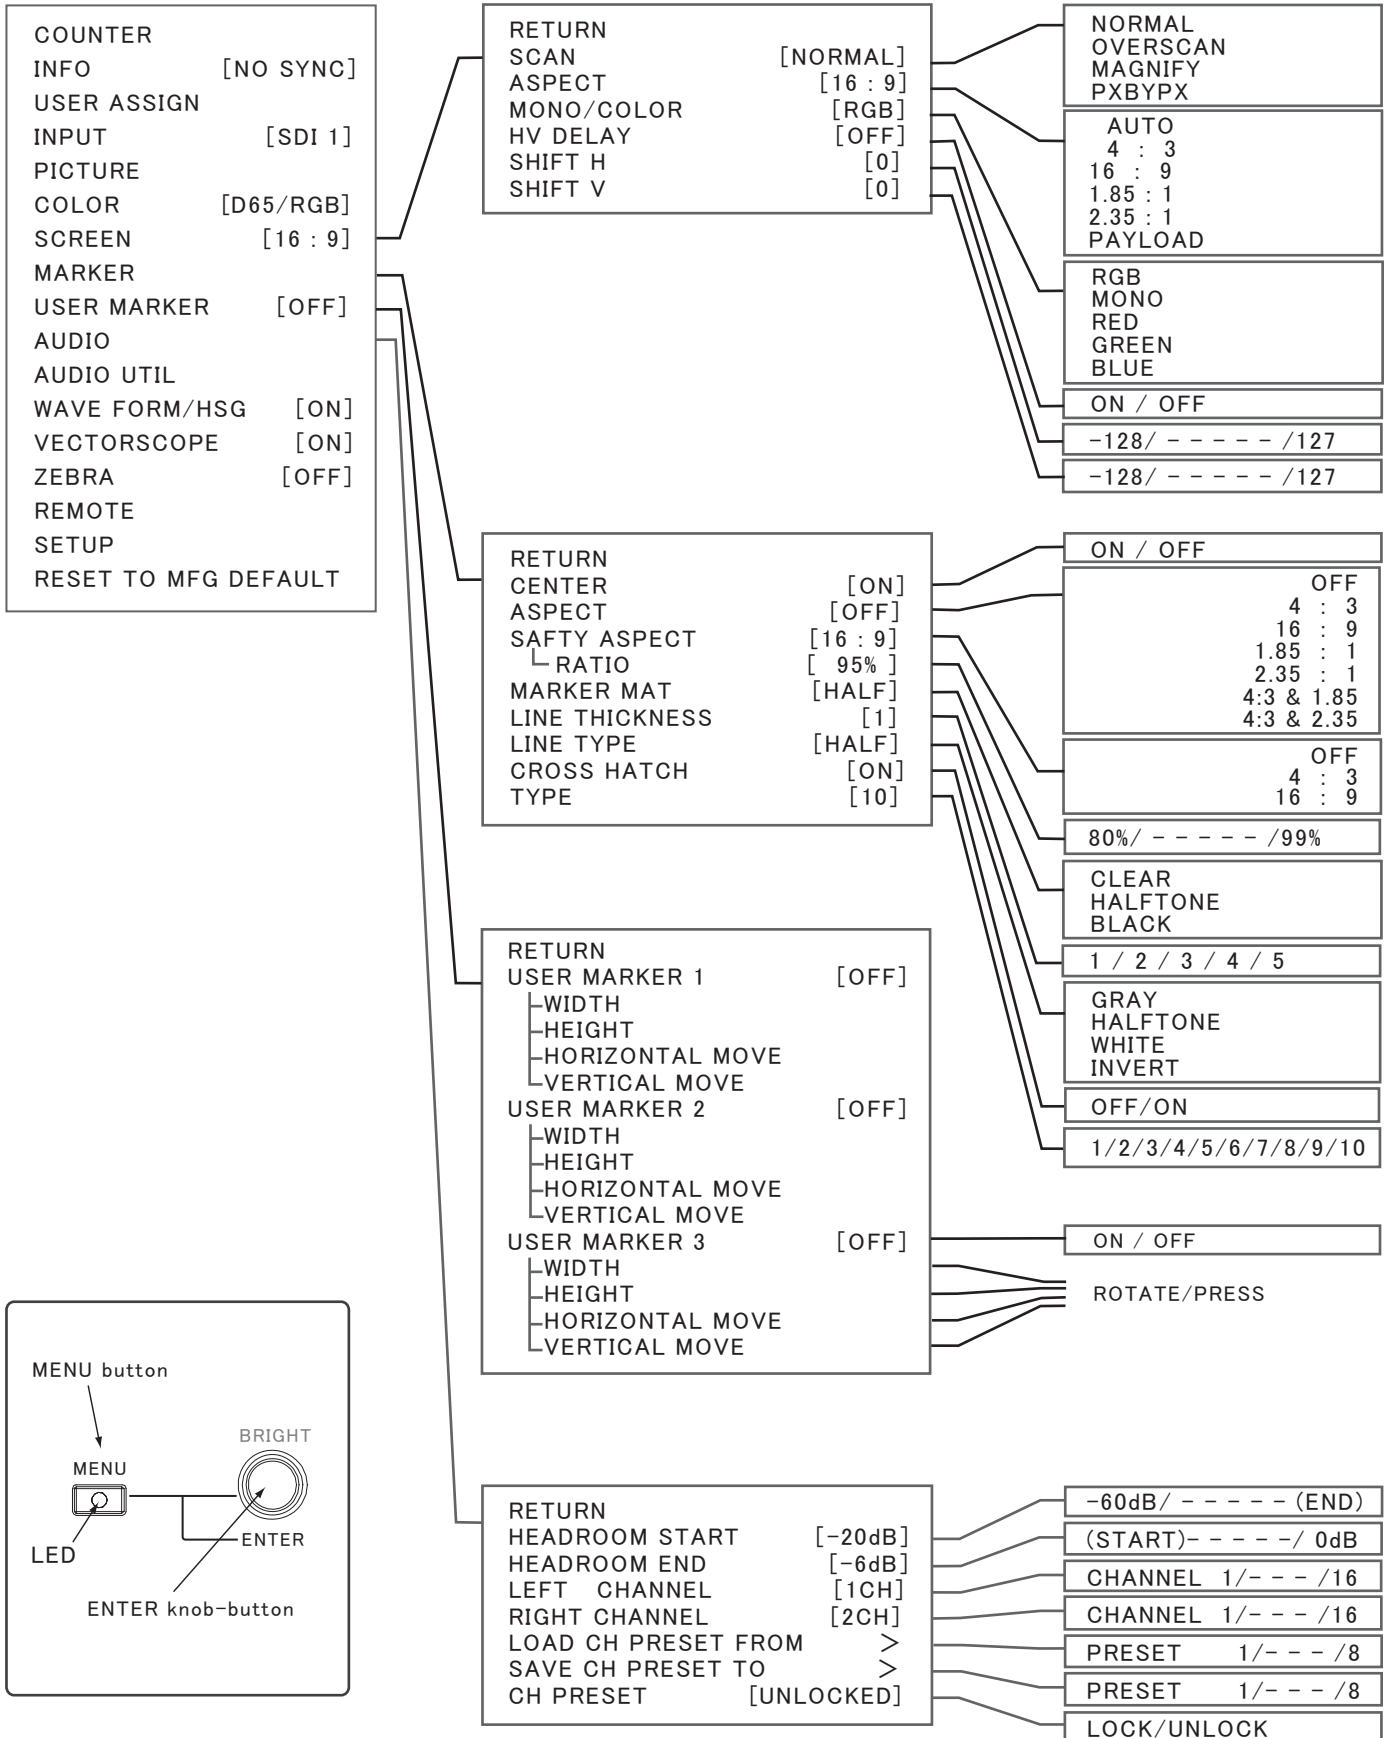 COUNTER
INFO [NO SYNC]
USER ASSIGN
INPUT [SDI 1]
PICTURE
COLOR [D65/RGB]
SCREEN [16 : 9]
MARKER
USER MARKER [OFF]
AUDIO
AUDIO UTIL
WAVE FORM/HSG [ON]
VECTORSCOPE [ON]
ZEBRA [OFF]
REMOTE
SETUP
RESET TO MFG DEFAULT
RETURN
SCAN [NORMAL]
ASPECT [16 : 9]
MONO/COLOR [RGB]
HV DELAY [OFF]
SHIFT H [0]
SHIFT V [0]
NORMAL
OVERSCAN
MAGNIFY
PXBYPX
AUTO
4 : 3
16 : 9
1.85 : 1
2.35 : 1
PAYLOAD
RGB
MONO
RED
GREEN
BLUE
ON / OFF
-128/ - - - - - /127
-128/ - - - - - /127
RETURN
CENTER [ON]
ASPECT [OFF]
SAFTY ASPECT [16 : 9]
RATIO [ 95% ]
MARKER MAT [HALF]
LINE THICKNESS [1]
LINE TYPE [HALF]
CROSS HATCH [ON]
TYPE [10]
ON / OFF
OFF
4 : 3
16 : 9
1.85 : 1
2.35 : 1
4:3 & 1.85
4:3 & 2.35
OFF
4 : 3
16 : 9
80%/ - - - - - /99%
CLEAR
HALFTONE
BLACK
1 / 2 / 3 / 4 / 5
GRAY
HALFTONE
WHITE
INVERT
OFF/ON
1/2/3/4/5/6/7/8/9/10
RETURN
USER MARKER 1 [OFF]
WIDTH
HEIGHT
HORIZONTAL MOVE
VERTICAL MOVE
USER MARKER 2 [OFF]
WIDTH
HEIGHT
HORIZONTAL MOVE
VERTICAL MOVE
USER MARKER 3 [OFF]
WIDTH
HEIGHT
HORIZONTAL MOVE
VERTICAL MOVE
ON / OFF
ROTATE/PRESS
MENU button
BRIGHT
MENU
ENTER
LED
ENTER knob-button
RETURN
HEADROOM START [-20dB]
HEADROOM END [-6dB]
LEFT CHANNEL [1CH]
RIGHT CHANNEL [2CH]
LOAD CH PRESET FROM >
SAVE CH PRESET TO >
CH PRESET [UNLOCKED]
-60dB/ - - - - - (END)
(START)- - - - -/ 0dB
CHANNEL 1/- - - /16
CHANNEL 1/- - - /16
PRESET 1/- - - /8
PRESET 1/- - - /8
LOCK/UNLOCK